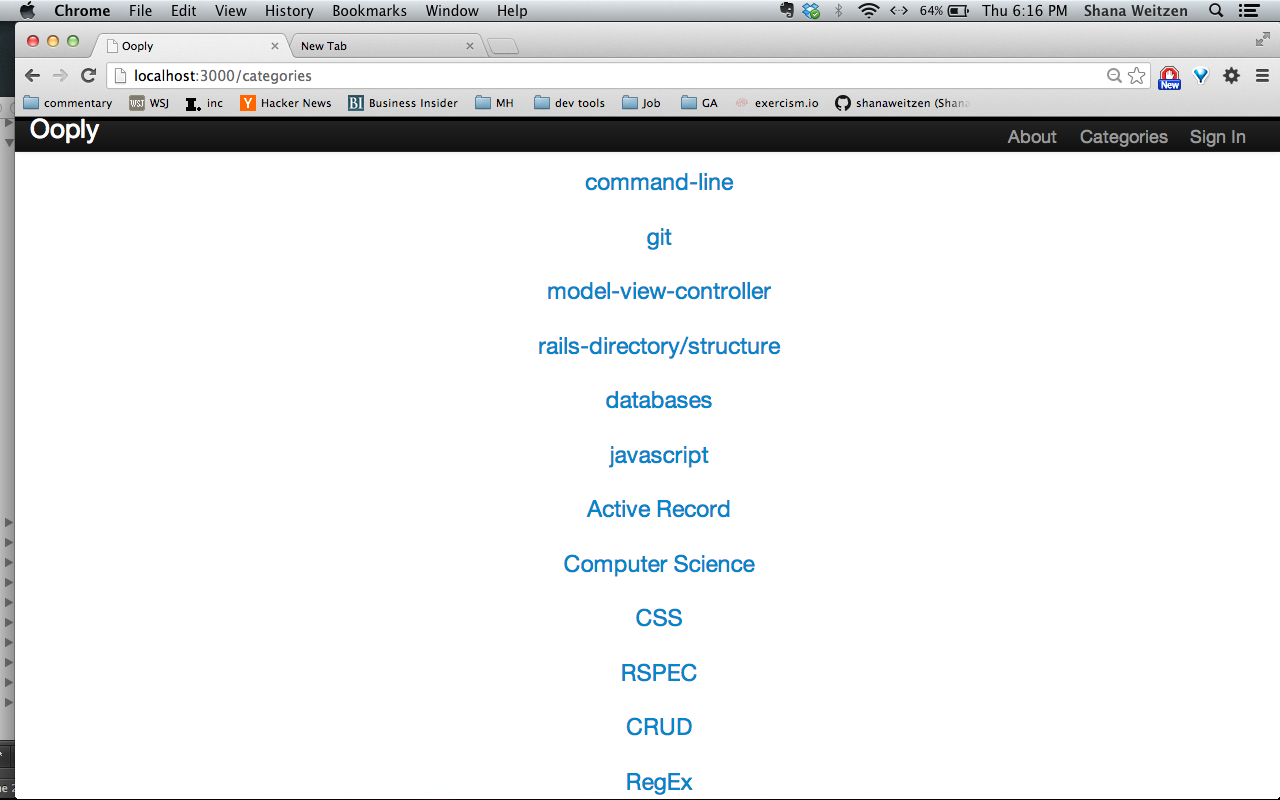 Chrome File Edit View History Bookmarks Window Help 64% Thu 6:16 PM Shana Weitzen
Ooply New Tab
localhost:3000/categories New
commentary WSJ WSJ I. inc Y Hacker News BI Business Insider MH dev tools Job GA exercism.io shanaweitzen (Shana
Ooply About Categories Sign In
command-line
git
model-view-controller
rails-directory/structure
databases
javascript
Active Record
Computer Science
CSS
RSPEC
CRUD
RegEx